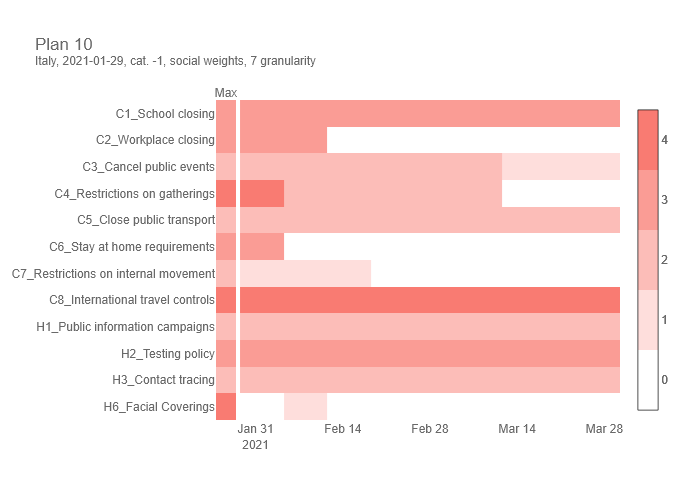 Plan 10
Italy, 2021-01-29, cat. -1, social weights, 7 granularity
Max
C1_School closing
C2_Workplace closing
C3_Cancel public events
C4_Restrictions on gatherings
C5_Close public transport
C6_Stay at home requirements
C7_Restrictions on internal movement
C8_International travel controls
H1_Public information campaigns
H2_Testing policy
H3_Contact tracing
H6_Facial Coverings
4
3
2
1
0
Jan 31 Feb 14 Feb 28 Mar 14 Mar 28
2021